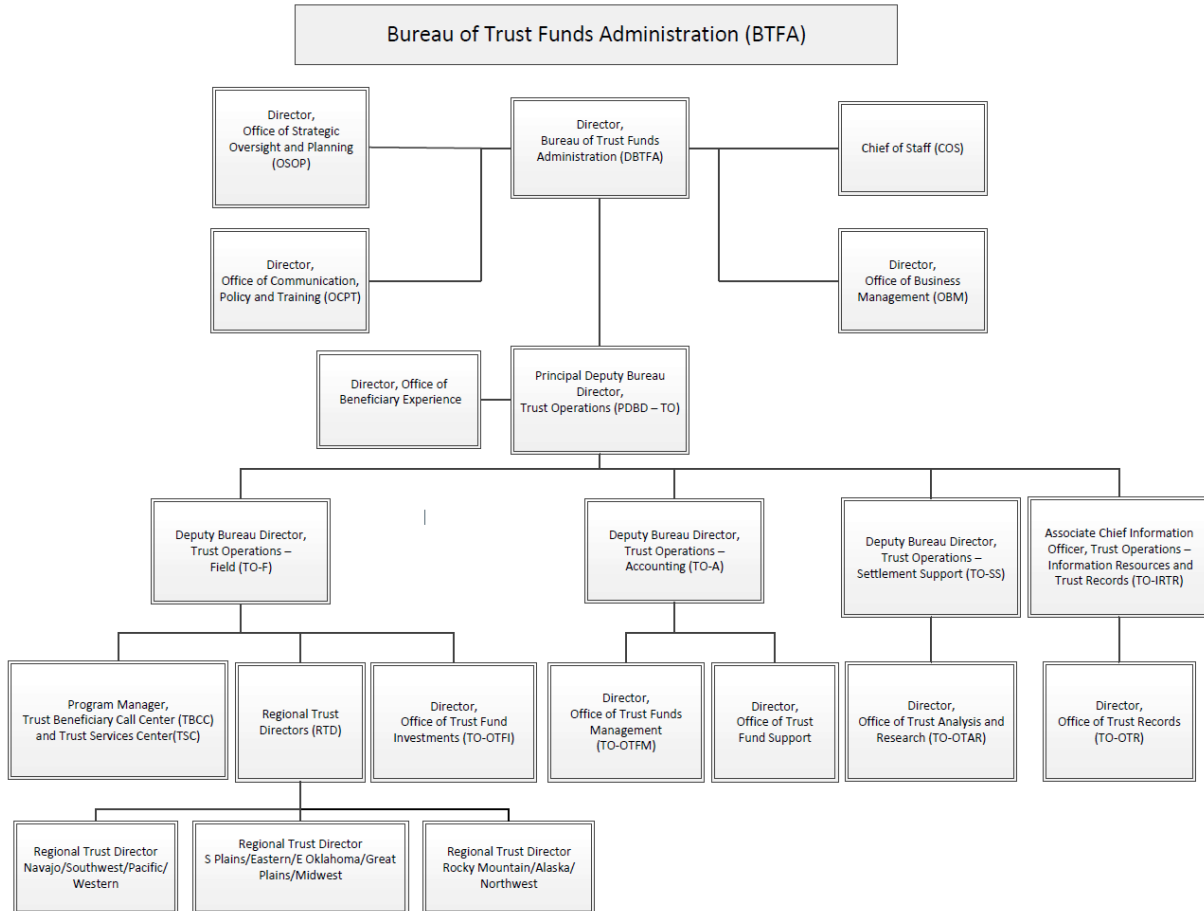 Bureau of Trust Funds Administration (BTFA)
Director,
Office of Strategic
Oversight and Planning
(OSOP)
Director,
Bureau of Trust Funds
Administration (DBTFA)
Chief of Staff (COS)
Director,
Office of Communication,
Policy and Training (OCPT)
Director,
Office of Business
Management (OBM)
Director, Office of
Beneficiary Experience
Principal Deputy Bureau
Director,
Trust Operations (PDBD – TO)
Deputy Bureau Director,
Trust Operations –
Field (TO-F)
Deputy Bureau Director,
Trust Operations –
Accounting (TO-A)
Deputy Bureau Director,
Trust Operations –
Settlement Support (TO-SS)
Associate Chief Information
Officer, Trust Operations –
Information Resources and
Trust Records (TO-IRTR)
Program Manager,
Trust Beneficiary Call Center (TBCC)
and Trust Services Center(TSC)
Regional Trust
Directors (RTD)
Director,
Office of Trust Fund
Investments (TO-OTFI)
Director,
Office of Trust Funds
Management
(TO-OTFM)
Director,
Office of Trust
Fund Support
Director,
Office of Trust Analysis and
Research (TO-OTAR)
Director,
Office of Trust Records
(TO-OTR)
Regional Trust Director
Navajo/Southwest/Pacific/
Western
Regional Trust Director
S Plains/Eastern/E Oklahoma/Great
Plains/Midwest
Regional Trust Director
Rocky Mountain/Alaska/
Northwest